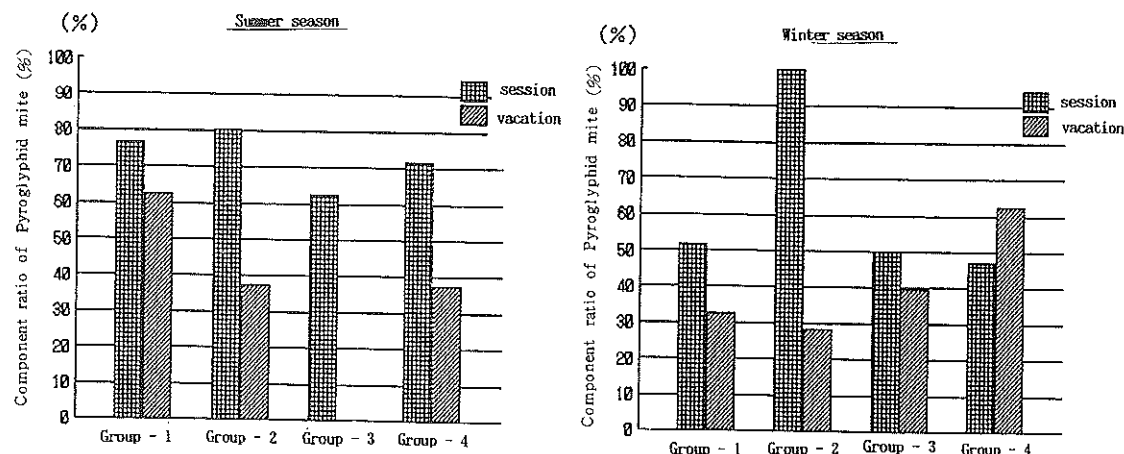 (%)
Summer season
Component ratio of Pyroglyphid mite (%)
100
90
80
70
60
50
40
30
20
10
0
session
vacation
Group - 1
Group - 2
Group - 3
Group - 4
(%)
Winter season
Component ratio of Pyroglyphid mite (%)
100
90
80
70
60
50
40
30
20
10
0
session
vacation
Group - 1
Group - 2
Group - 3
Group - 4